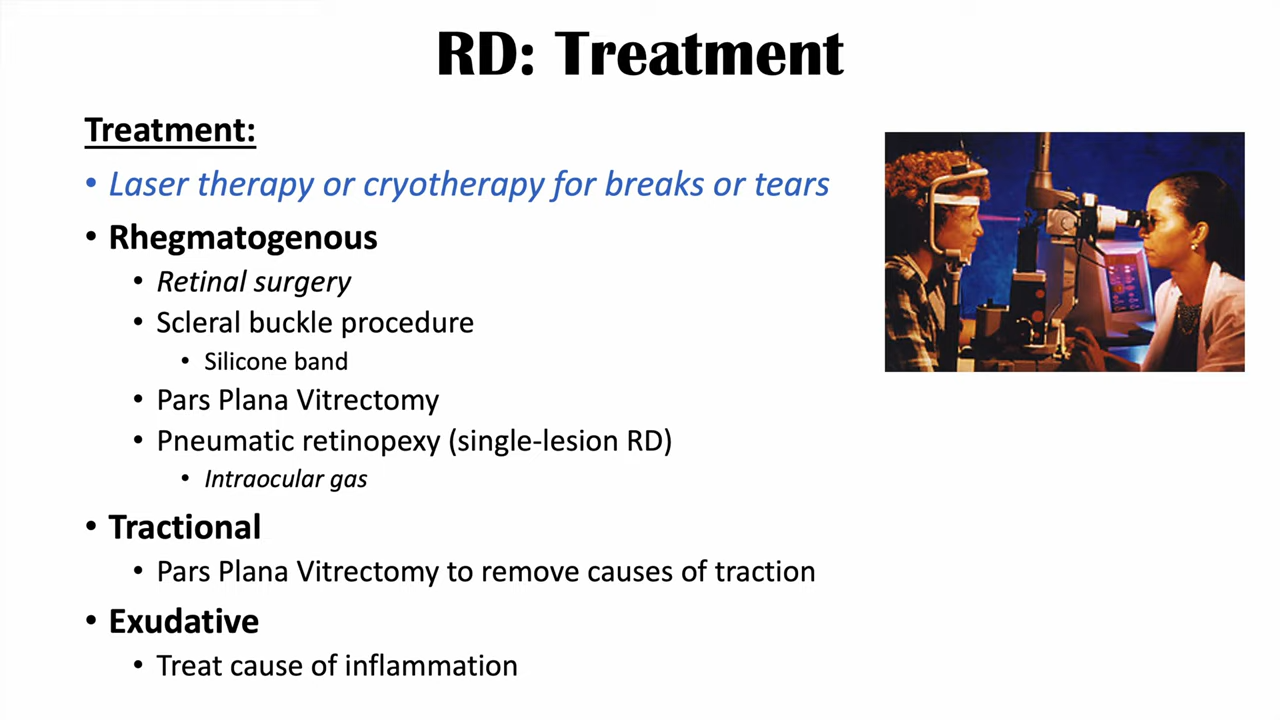 RD: Treatment
Treatment:
• Laser therapy or cryotherapy for breaks or tears
• Rhegmatogenous
• Retinal surgery
• Scleral buckle procedure
• Silicone band
• Pars Plana Vitrectomy
• Pneumatic retinopexy (single-lesion RD)
• Intraocular gas
• Tractional
• Pars Plana Vitrectomy to remove causes of traction
• Exudative
• Treat cause of inflammation